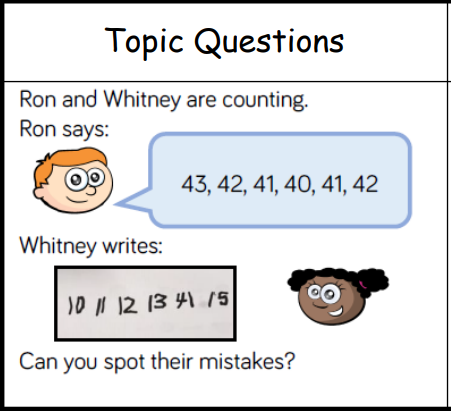 Topic Questions
Ron and Whitney are counting.
Ron says:
43, 42, 41, 40, 41, 42
Whitney writes:
10 11 12 13 41 15
Can you spot their mistakes?